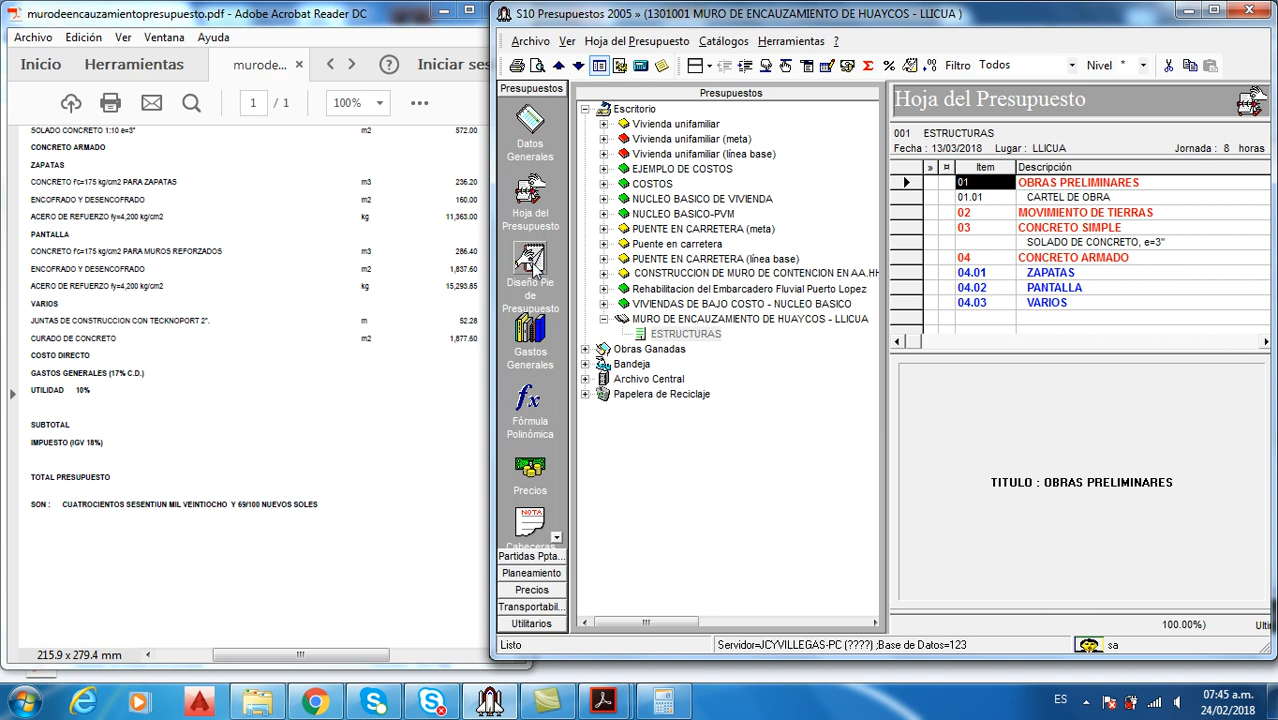 murodeencauzamientopresupuesto.pdf - Adobe Acrobat Reader DC
Archivo Edición Ver Ventana Ayuda
Inicio Herramientas murode... × Iniciar ses
1 / 1 100%
SOLADO CONCRETO 1:10 e=3" m2 572.00
CONCRETO ARMADO
ZAPATAS
CONCRETO f'c=175 kg/cm2 PARA ZAPATAS m3 236.20
ENCOFRADO Y DESENCOFRADO m2 160.00
ACERO DE REFUERZO fy=4,200 kg/cm2 kg 11,363.00
PANTALLA
CONCRETO f'c=175 kg/cm2 PARA MUROS REFORZADOS m3 286.40
ENCOFRADO Y DESENCOFRADO m2 1,837.60
ACERO DE REFUERZO fy=4,200 kg/cm2 kg 15,293.85
VARIOS
JUNTAS DE CONSTRUCCION CON TECKNOPORT 2". m 52.28
CURADO DE CONCRETO m2 1,877.60
COSTO DIRECTO
GASTOS GENERALES (17% C.D.)
UTILIDAD 10%
SUBTOTAL
IMPUESTO (IGV 18%)
TOTAL PRESUPUESTO
SON : CUATROCIENTOS SESENTIUN MIL VEINTIOCHO Y 69/100 NUEVOS SOLES
215.9 x 279.4 mm
S10 Presupuestos 2005 » (1301001) MURO DE ENCAUZAMIENTO DE HUAYCOS - LLICUA )
Archivo Ver Hoja del Presupuesto Catálogos Herramientas ?
Filtro Todos Nivel *
Presupuestos
Datos
Generales
Hoja del
Presupuesto
Diseño Pie
de
Presupuesto
Gastos
Generales
Fórmula
Polinómica
Precios
NOTA
Cabeceras
Partidas Ppta...
Planeamiento
Precios
Transportabil...
Utilitarios
Presupuestos
Escritorio
Vivienda unifamiliar
Vivienda unifamiliar (meta)
Vivienda unifamiliar (línea base)
EJEMPLO DE COSTOS
COSTOS
NUCLEO BASICO DE VIVIENDA
NUCLEO BASICO-PVM
PUENTE EN CARRETERA (meta)
Puente en carretera
PUENTE EN CARRETERA (línea base)
CONSTRUCCION DE MURO DE CONTENCION EN AA.HH
Rehabilitacion del Embarcadero Fluvial Puerto Lopez
VIVIENDAS DE BAJO COSTO - NUCLEO BASICO
MURO DE ENCAUZAMIENTO DE HUAYCOS - LLICUA
ESTRUCTURAS
Obras Ganadas
Bandeja
Archivo Central
Papelera de Reciclaje
Hoja del Presupuesto
001 ESTRUCTURAS
Fecha : 13/03/2018 Lugar : LLICUA Jornada : 8 horas
» ¤ Item Descripción
01 OBRAS PRELIMINARES
01.01 CARTEL DE OBRA
02 MOVIMIENTO DE TIERRAS
03 CONCRETO SIMPLE
SOLADO DE CONCRETO, e=3"
04 CONCRETO ARMADO
04.01 ZAPATAS
04.02 PANTALLA
04.03 VARIOS
TITULO : OBRAS PRELIMINARES
100.00%) Ultir
Listo Servidor=JCYVILLEGAS-PC (????) ;Base de Datos=123 sa
ES 07:45 a.m.
24/02/2018